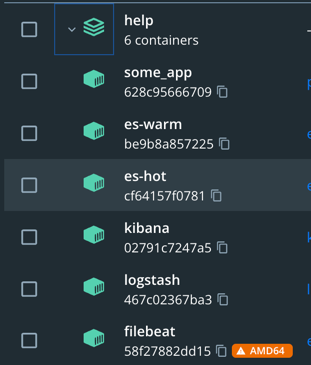 help
6 containers
some_app
628c95666709
es-warm
be9b8a857225
es-hot
cf64157f0781
kibana
02791c7247a5
logstash
467c02367ba3
filebeat
58f27882dd15 AMD64